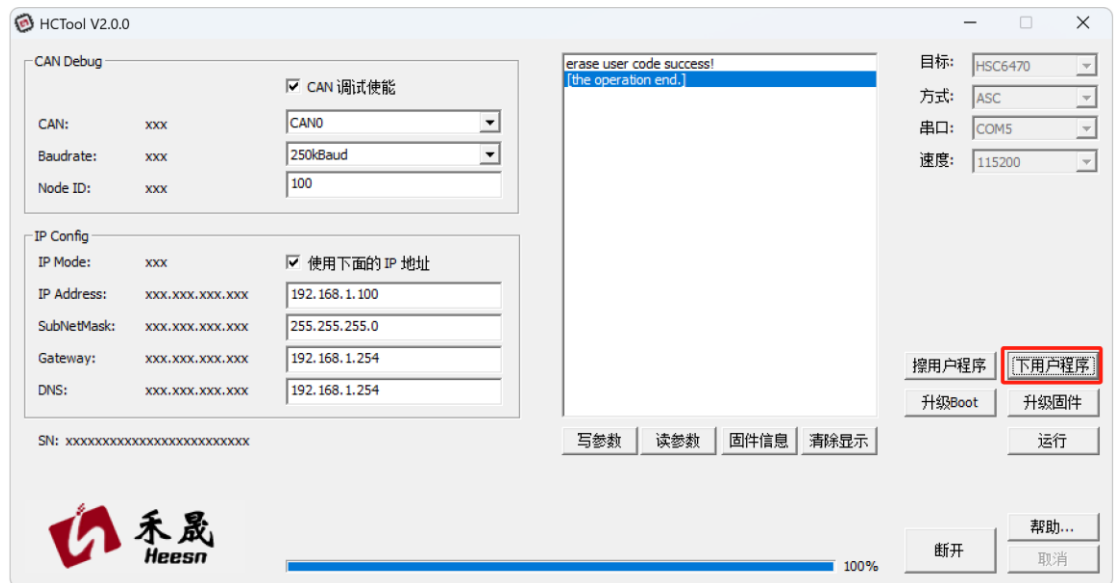 HCTool V2.0.0
CAN Debug
CAN 调试使能
CAN: xxx CAN0
Baudrate: xxx 250kBaud
Node ID: xxx 100
IP Config
IP Mode: xxx 使用下面的 IP 地址
IP Address: xxx.xxx.xxx.xxx 192.168.1.100
SubNetMask: xxx.xxx.xxx.xxx 255.255.255.0
Gateway: xxx.xxx.xxx.xxx 192.168.1.254
DNS: xxx.xxx.xxx.xxx 192.168.1.254
SN: xxxxxxxxxxxxxxxxxxxxxxxxx
禾晟
Heesn
erase user code success!
[the operation end.]
写参数 读参数 固件信息 清除显示
100%
目标: HSC6470
方式: ASC
串口: COM5
速度: 115200
擦用户程序 下用户程序
升级Boot 升级固件
运行
帮助...
断开 取消